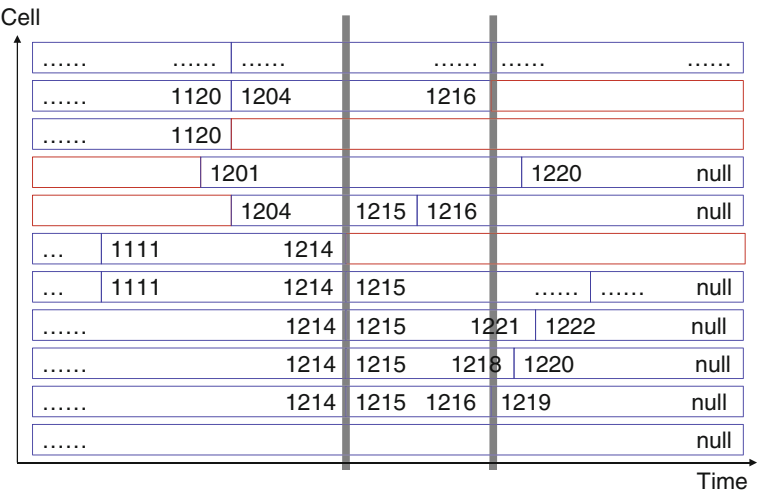 Cell
...... ...... ...... ...... ...... ......
...... 1120 1204 1216
...... 1120
1201 1220 null
1204 1215 1216 null
... 1111 1214
... 1111 1214 1215 ...... ...... null
...... 1214 1215 1221 1222 null
...... 1214 1215 1218 1220 null
...... 1214 1215 1216 1219 null
...... null
Time